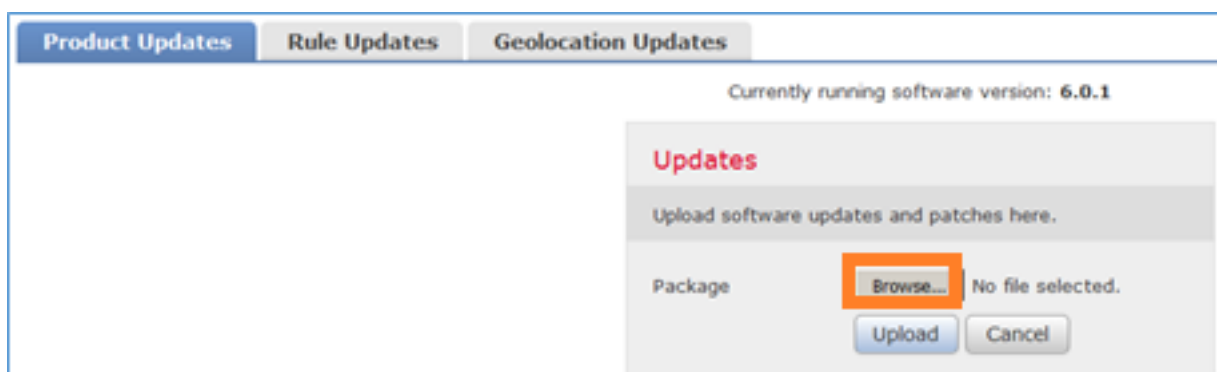 Product Updates Rule Updates Geolocation Updates
Currently running software version: 6.0.1
Updates
Upload software updates and patches here.
Package Browse... No file selected.
Upload Cancel